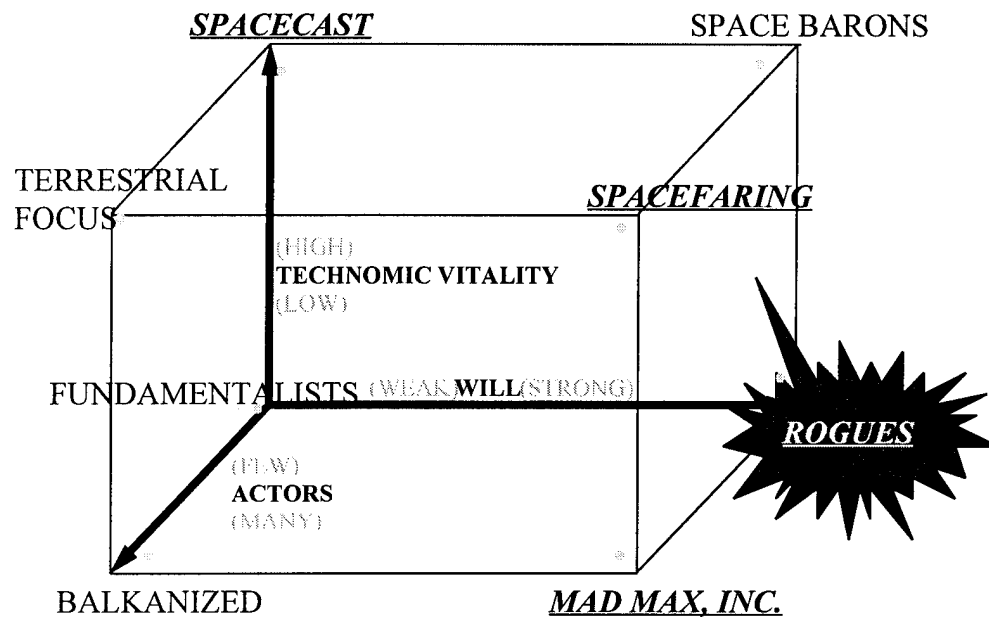 SPACECAST
SPACE BARONS
TERRESTRIAL
FOCUS
SPACEFARING
(HIGH)
TECHNOMIC VITALITY
(LOW)
FUNDAMENTALISTS
(WEAK) WILL (STRONG)
ROGUES
(FEW)
ACTORS
(MANY)
BALKANIZED
MAD MAX, INC.